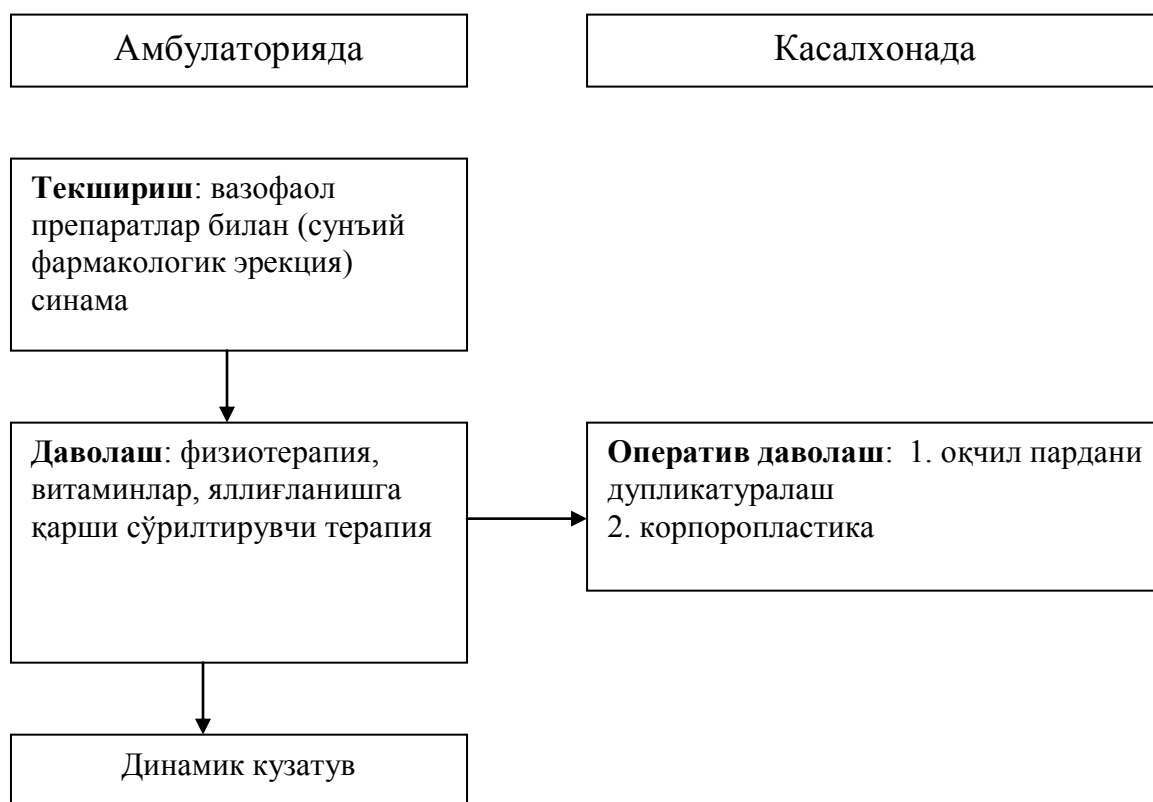 Амбулаторияда
Касалхонада
Текшириш: вазофаол
препаратлар билан (сунъий
фармакологик эрекция)
синама
Даволаш: физиотерапия,
витаминлар, яллиғланишга
қарши сўрилтирувчи терапия
Оператив даволаш: 1. оқчил пардани
дупликатуралаш
2. корпоропластика
Динамик кузатув